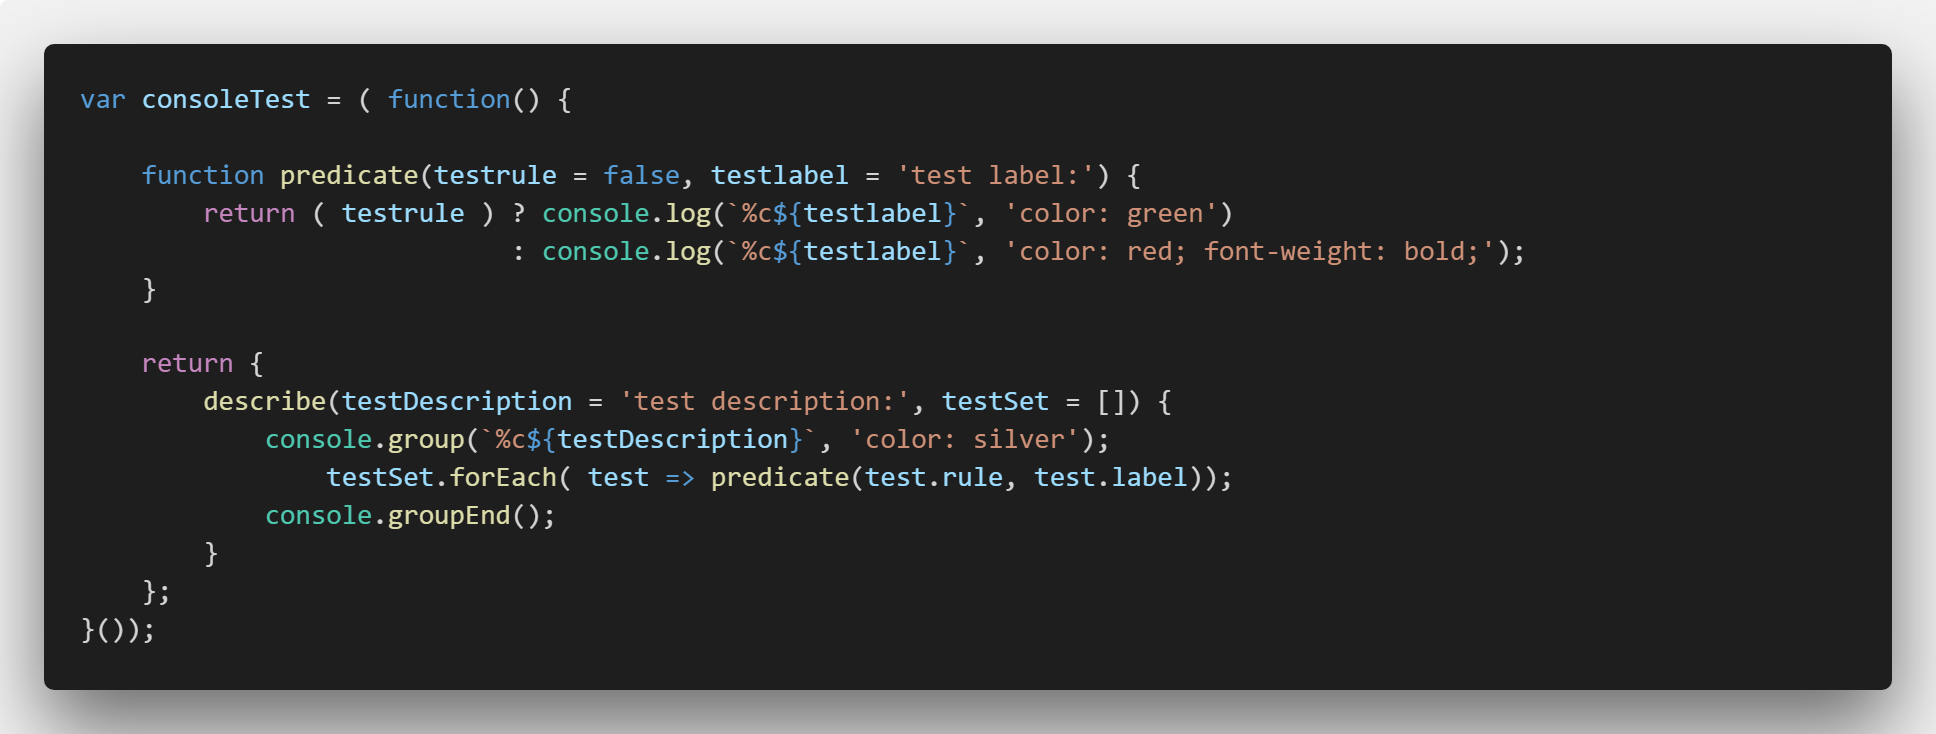 var consoleTest = ( function() {
    function predicate(testrule = false, testlabel = 'test label:') {
        return ( testrule ) ? console.log(`%c${testlabel}`, 'color: green')
                            : console.log(`%c${testlabel}`, 'color: red; font-weight: bold;');
    }
    return {
        describe(testDescription = 'test description:', testSet = []) {
            console.group(`%c${testDescription}`, 'color: silver');
                testSet.forEach( test => predicate(test.rule, test.label));
            console.groupEnd();
        }
    };
}());